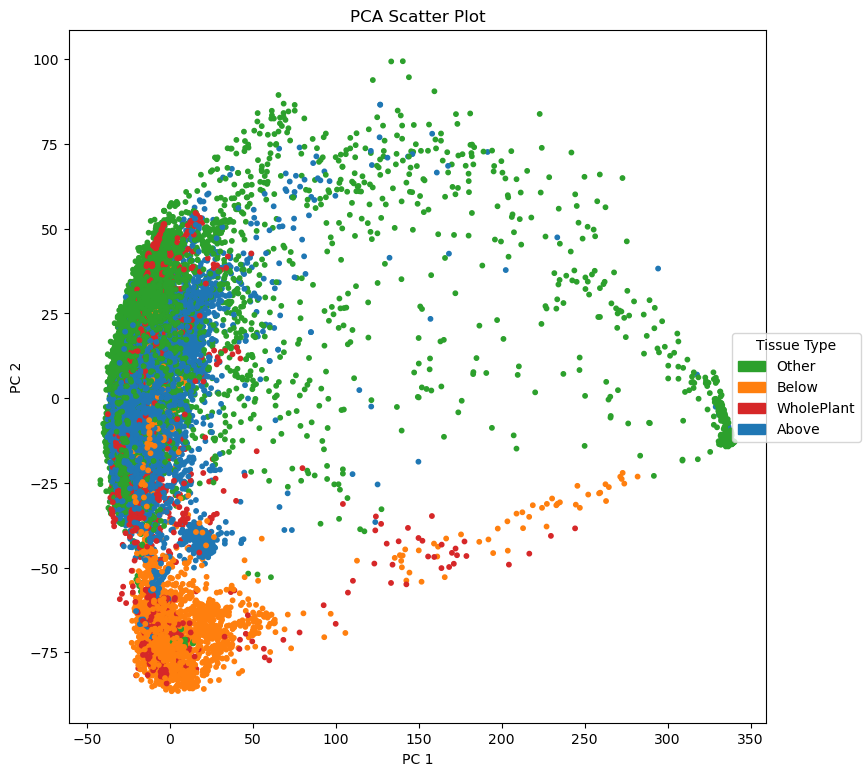 PCA Scatter Plot
PC 2
100
75
50
25
0
−25
−50
−75
Tissue Type
Other
Below
WholePlant
Above
−50
0
50
100
150
200
250
300
350
PC 1